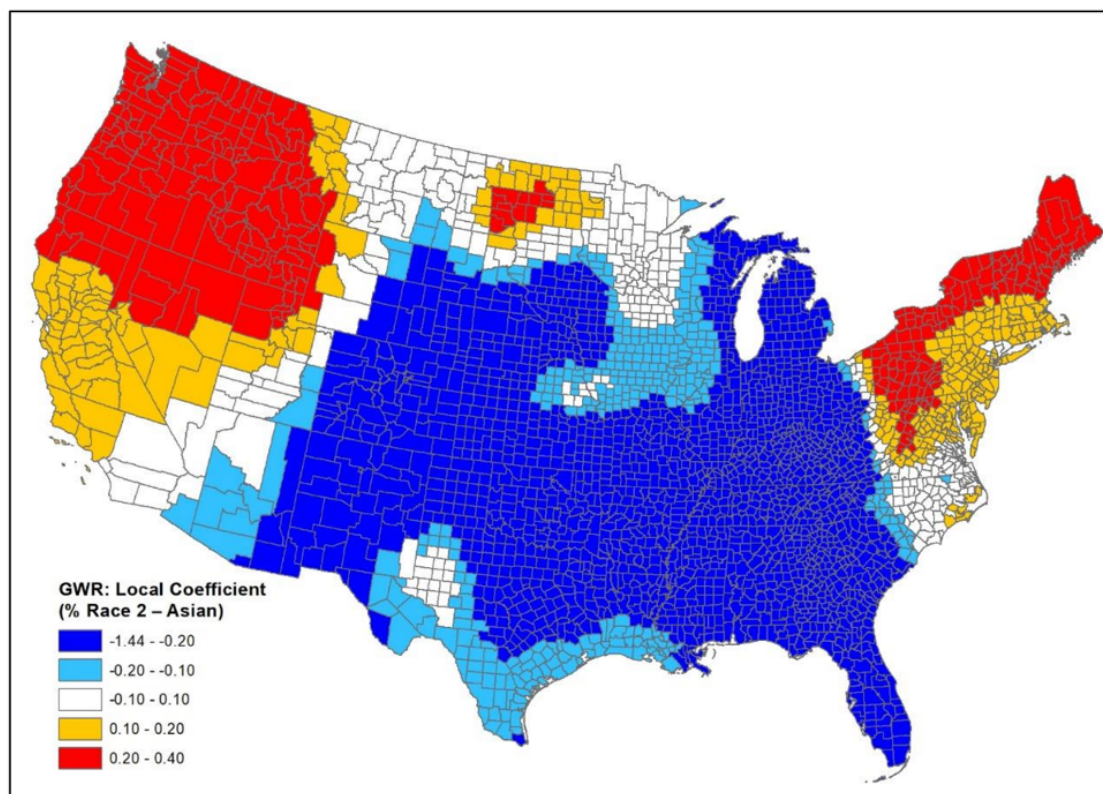 GWR: Local Coefficient
(% Race 2 – Asian)
-1.44 - -0.20
-0.20 - -0.10
-0.10 - 0.10
0.10 - 0.20
0.20 - 0.40